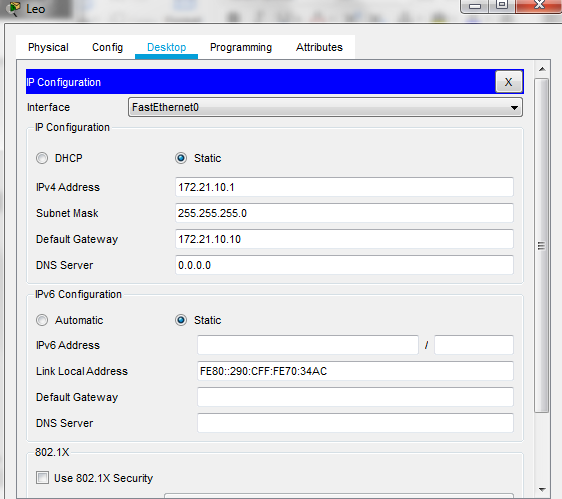 Leo
Physical Config Desktop Programming Attributes
IP Configuration X
Interface FastEthernet0
IP Configuration
DHCP Static
IPv4 Address 172.21.10.1
Subnet Mask 255.255.255.0
Default Gateway 172.21.10.10
DNS Server 0.0.0.0
IPv6 Configuration
Automatic Static
IPv6 Address /
Link Local Address FE80::290:CFF:FE70:34AC
Default Gateway
DNS Server
802.1X
Use 802.1X Security